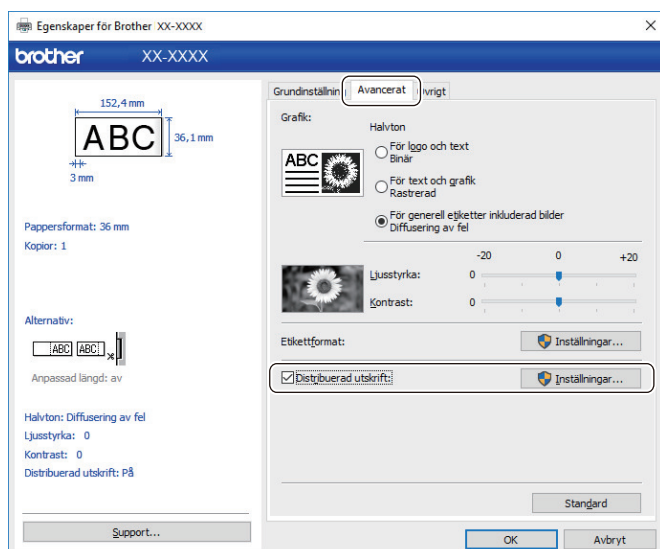 Egenskaper för Brother XX-XXXX
brother XX-XXXX
152,4 mm
ABC
36,1 mm
3 mm
Pappersformat: 36 mm
Kopior: 1
Alternativ:
ABC ABC
Anpassad längd: av
Halvton: Diffusering av fel
Ljusstyrka: 0
Kontrast: 0
Distribuerad utskrift: På
Support...
Grundinställning Avancerat vrigt
Grafik:
Halvton
ABC
För logo och text
Binär
För text och grafik
Rastrerad
För generell etiketter inkluderad bilder
Diffusering av fel
-20 0 +20
Ljusstyrka: 0
Kontrast: 0
Etikettformat: Inställningar...
Distribuerad utskrift: Inställningar...
Standard
OK Avbryt